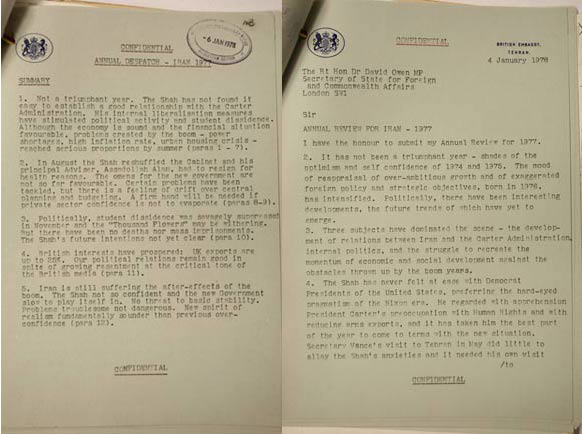 CONFIDENTIAL
-6 JAN 1978
ANNUAL DESPATCH - IRAN 1977
SUMMARY
1. Not a triumphant year. The Shah has not found it
easy to establish a good relationship with the Carter
Administration. His internal liberalisation measures
have stimulated political activity and student dissidence.
Although the economy is sound and the financial situation
favourable, problems created by the boom - power
shortages, high inflation rate, urban housing crisis -
reached serious proportions by summer (paras 1 - 7).
2. In August the Shah reshuffled the Cabinet and his
principal Adviser, Assadollah Alam, had to resign for
health reasons. The omens for the new government are
not so far favourable. Certain problems have been
tackled, but there is a feeling of drift over central
planning and budgeting. A firm hand will be needed if
private sector confidence is not to evaporate (paras 8-9).
3. Politically, student dissidence was savagely suppressed
in November and the "Thousand Flowers" may be withering.
But there have been no deaths nor mass imprisonments.
The Shah's future intentions not yet clear (para 10).
4. British interests have prospered: UK exports are
up to 28%. Our political relations remain good in
spite of growing resentment at the critical tone of
the British media (para 11).
5. Iran is still suffering the after-effects of the
boom. The Shah not so confident and the new Government
slow to play itself in. No threat to basic stability.
Problems troublesome not dangerous. New spirit of
realism fundamentally sounder than previous over-
confidence (para 12).
CONFIDENTIAL
CONFIDENTIAL
BRITISH EMBASSY,
TEHRAN.
4 January 1978
The Rt Hon Dr David Owen MP
Secretary of State for Foreign
and Commonwealth Affairs
London SW1
Sir
ANNUAL REVIEW FOR IRAN - 1977
I have the honour to submit my Annual Review for 1977.
2. It has not been a triumphant year - shades of the
optimism and self confidence of 1974 and 1975. The mood
of reappraisal of over-ambitious growth and of exaggerated
foreign policy and strategic objectives, born in 1976,
has intensified. Politically, there have been interesting
developments, the future trends of which have yet to
emerge.
3. Three subjects have dominated the scene - the develop-
ment of relations between Iran and the Carter Administration,
internal politics, and the struggle to recreate the
momentum of economic and social development against the
obstacles thrown up by the boom years.
4. The Shah has never felt at ease with Democrat
Presidents of the United States, preferring the hard-eyed
pragmatism of the Nixon era. He regarded with apprehension
President Carter's preoccupation with Human Rights and with
reducing arms exports, and it has taken him the best part
of the year to come to terms with the new situation.
Secretary Vance's visit to Tehran in May did little to
allay the Shah's anxieties and it needed his own visit
/to
CONFIDENTIAL